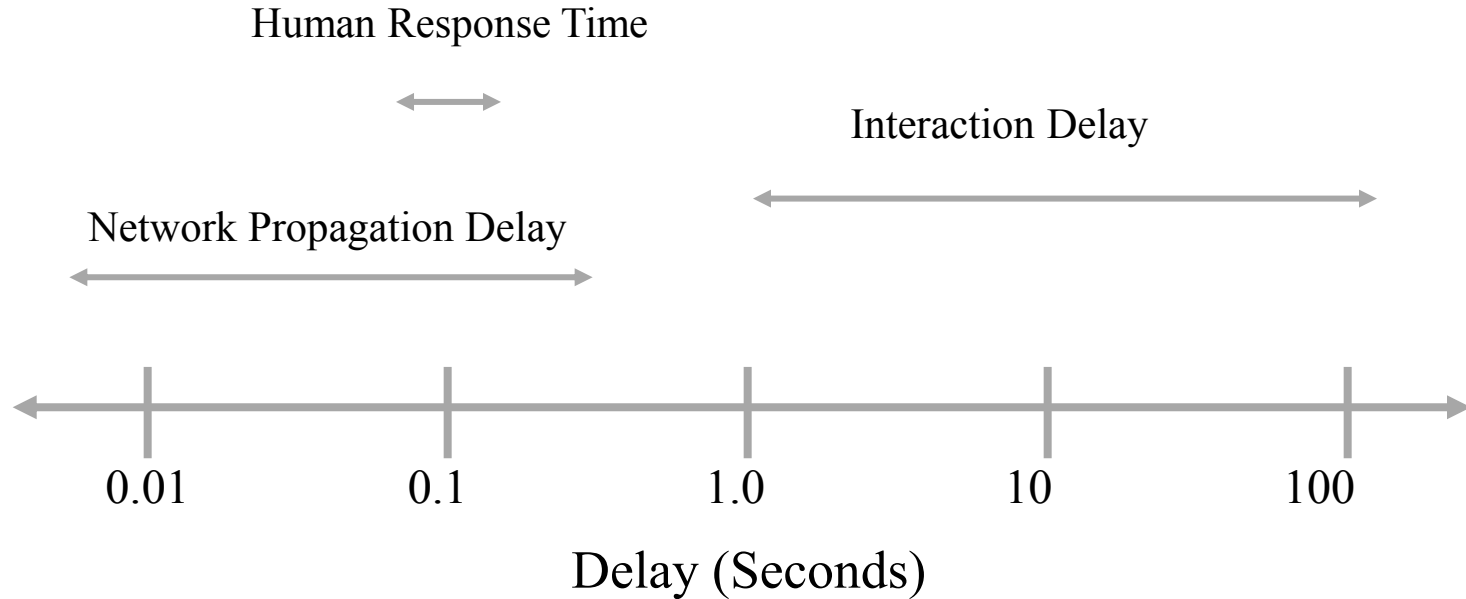 Human Response Time
Interaction Delay
Network Propagation Delay
0.01 0.1 1.0 10 100
Delay (Seconds)